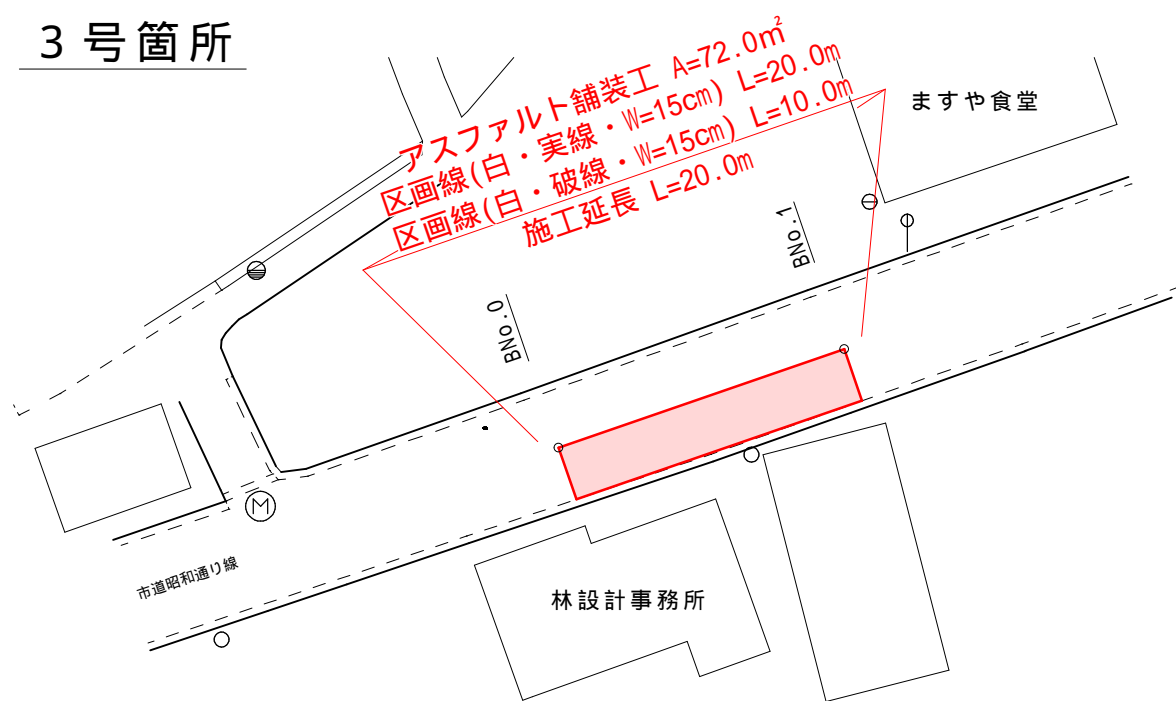 3号箇所
アスファルト舗装工 A=72.0㎡
区画線(白・実線・W=15㎝) L=20.0m
区画線(白・破線・W=15㎝) L=10.0m
施工延長 L=20.0m
ますや食堂
BNo.1
BNo.0
M
市道昭和通り線
林設計事務所